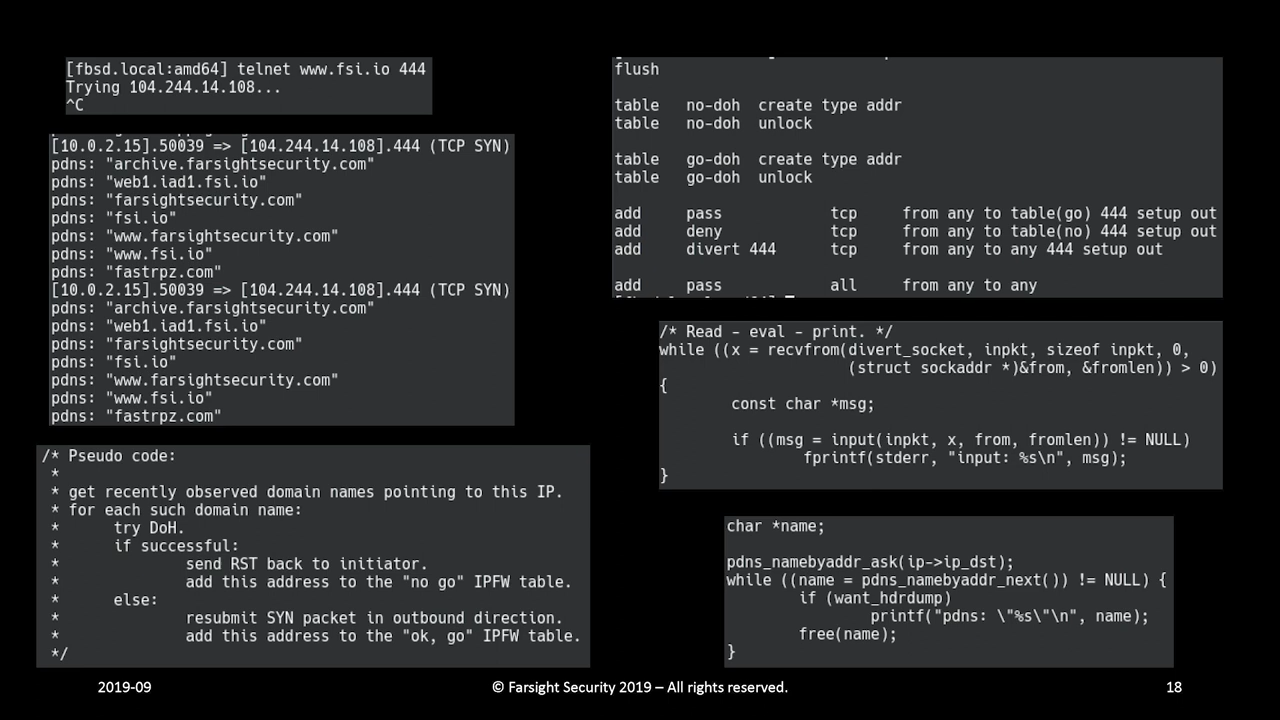 [fbsd.local:amd64] telnet www.fsi.io 444
Trying 104.244.14.108...
^C
[10.0.2.15].50039 => [104.244.14.108].444 (TCP SYN)
pdns: "archive.farsightsecurity.com"
pdns: "web1.iad1.fsi.io"
pdns: "farsightsecurity.com"
pdns: "fsi.io"
pdns: "www.farsightsecurity.com"
pdns: "www.fsi.io"
pdns: "fastrpz.com"
[10.0.2.15].50039 => [104.244.14.108].444 (TCP SYN)
pdns: "archive.farsightsecurity.com"
pdns: "web1.iad1.fsi.io"
pdns: "farsightsecurity.com"
pdns: "fsi.io"
pdns: "www.farsightsecurity.com"
pdns: "www.fsi.io"
pdns: "fastrpz.com"
/* Pseudo code:
 *
 * get recently observed domain names pointing to this IP.
 * for each such domain name:
 *      try DoH.
 *      if successful:
 *              send RST back to initiator.
 *              add this address to the "no go" IPFW table.
 *      else:
 *              resubmit SYN packet in outbound direction.
 *              add this address to the "ok, go" IPFW table.
 */
flush
table   no-doh  create type addr
table   no-doh  unlock
table   go-doh  create type addr
table   go-doh  unlock
add     pass            tcp     from any to table(go) 444 setup out
add     deny            tcp     from any to table(no) 444 setup out
add     divert 444      tcp     from any to any 444 setup out
add     pass            all     from any to any
/* Read - eval - print. */
while ((x = recvfrom(divert_socket, inpkt, sizeof inpkt, 0,
                     (struct sockaddr *)&from, &fromlen)) > 0)
{
        const char *msg;
        if ((msg = input(inpkt, x, from, fromlen)) != NULL)
                fprintf(stderr, "input: %s\n", msg);
}
char *name;
pdns_namebyaddr_ask(ip->ip_dst);
while ((name = pdns_namebyaddr_next()) != NULL) {
        if (want_hdrdump)
                printf("pdns: \"%s\"\n", name);
        free(name);
}
2019-09
© Farsight Security 2019 – All rights reserved.
18